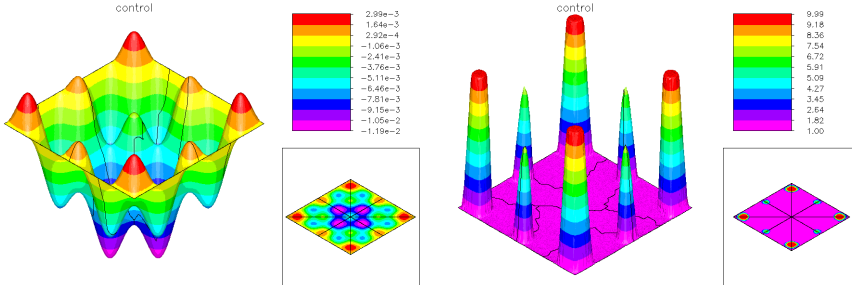 control
2.99e-3
1.64e-3
2.92e-4
-1.06e-3
-2.41e-3
-3.76e-3
-5.11e-3
-6.46e-3
-7.81e-3
-9.15e-3
-1.05e-2
-1.19e-2
control
9.99
9.18
8.36
7.54
6.72
5.91
5.09
4.27
3.45
2.64
1.82
1.00